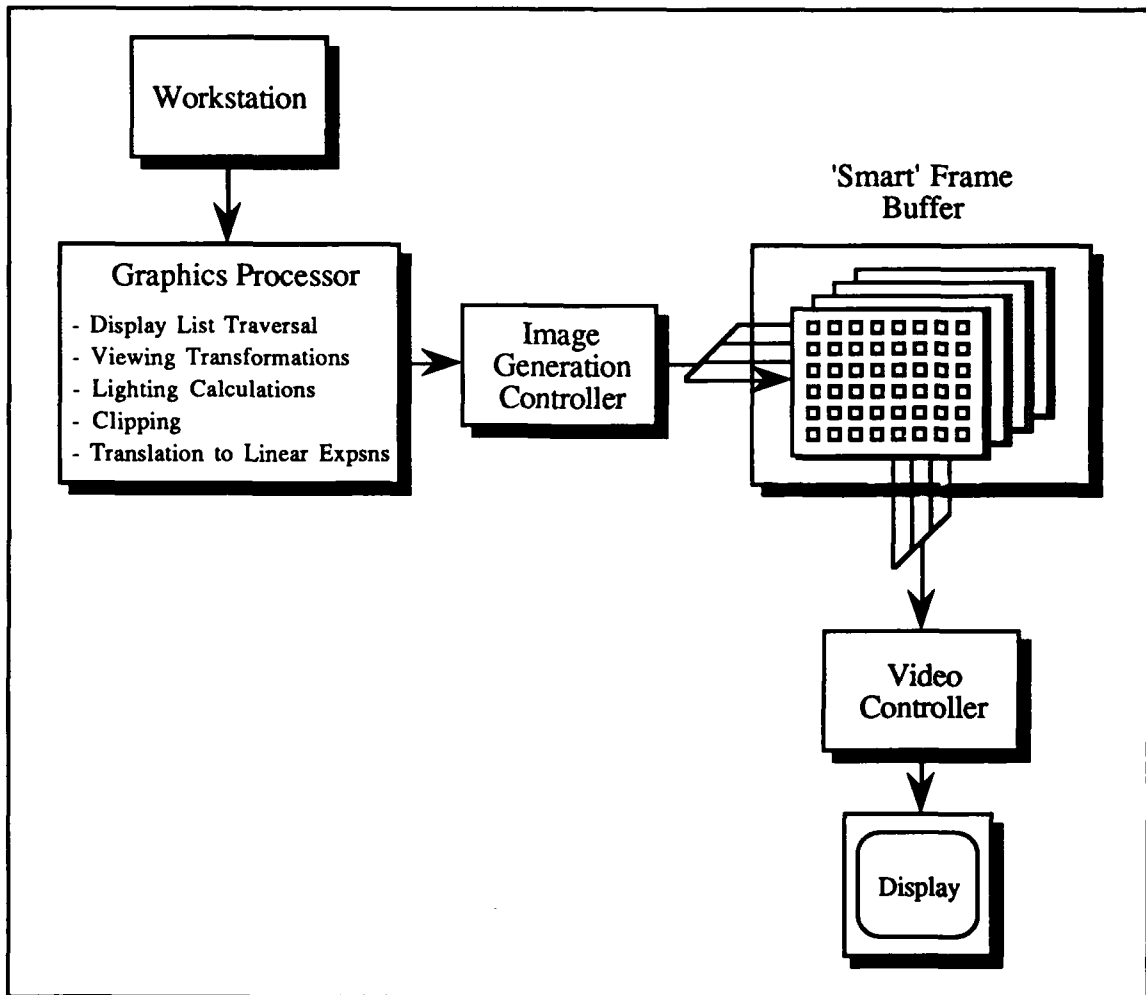 Workstation
Graphics Processor
- Display List Traversal
- Viewing Transformations
- Lighting Calculations
- Clipping
- Translation to Linear Expsns
Image
Generation
Controller
'Smart' Frame
Buffer
Video
Controller
Display